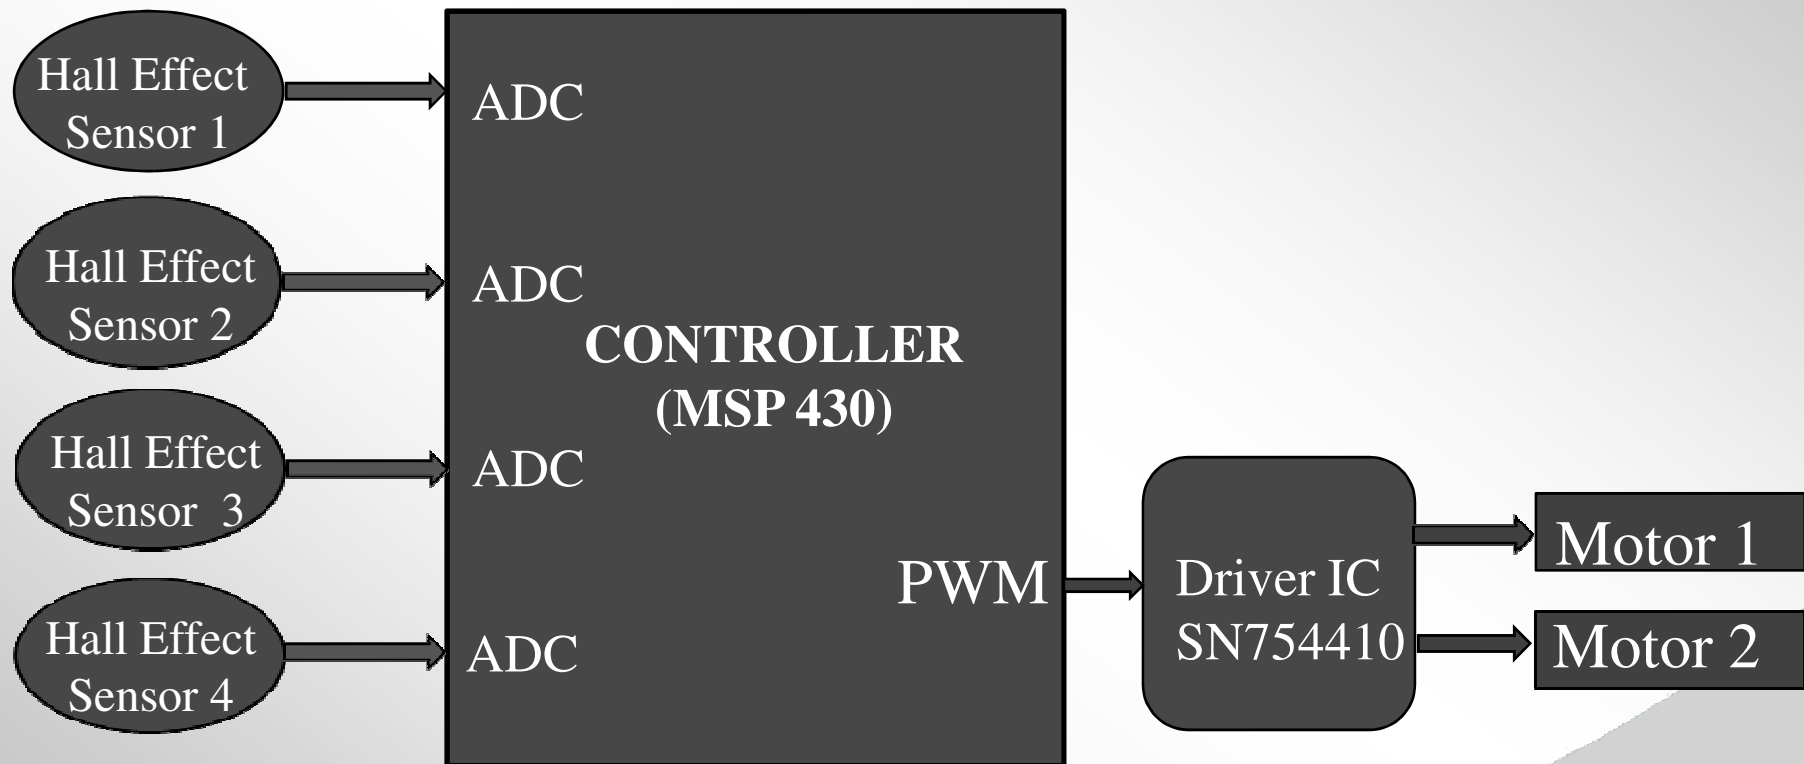 Hall Effect
Sensor 1
ADC
Hall Effect
Sensor 2
ADC
CONTROLLER
(MSP 430)
Hall Effect
Sensor 3
ADC
Hall Effect
Sensor 4
ADC
PWM
Driver IC
SN754410
Motor 1
Motor 2